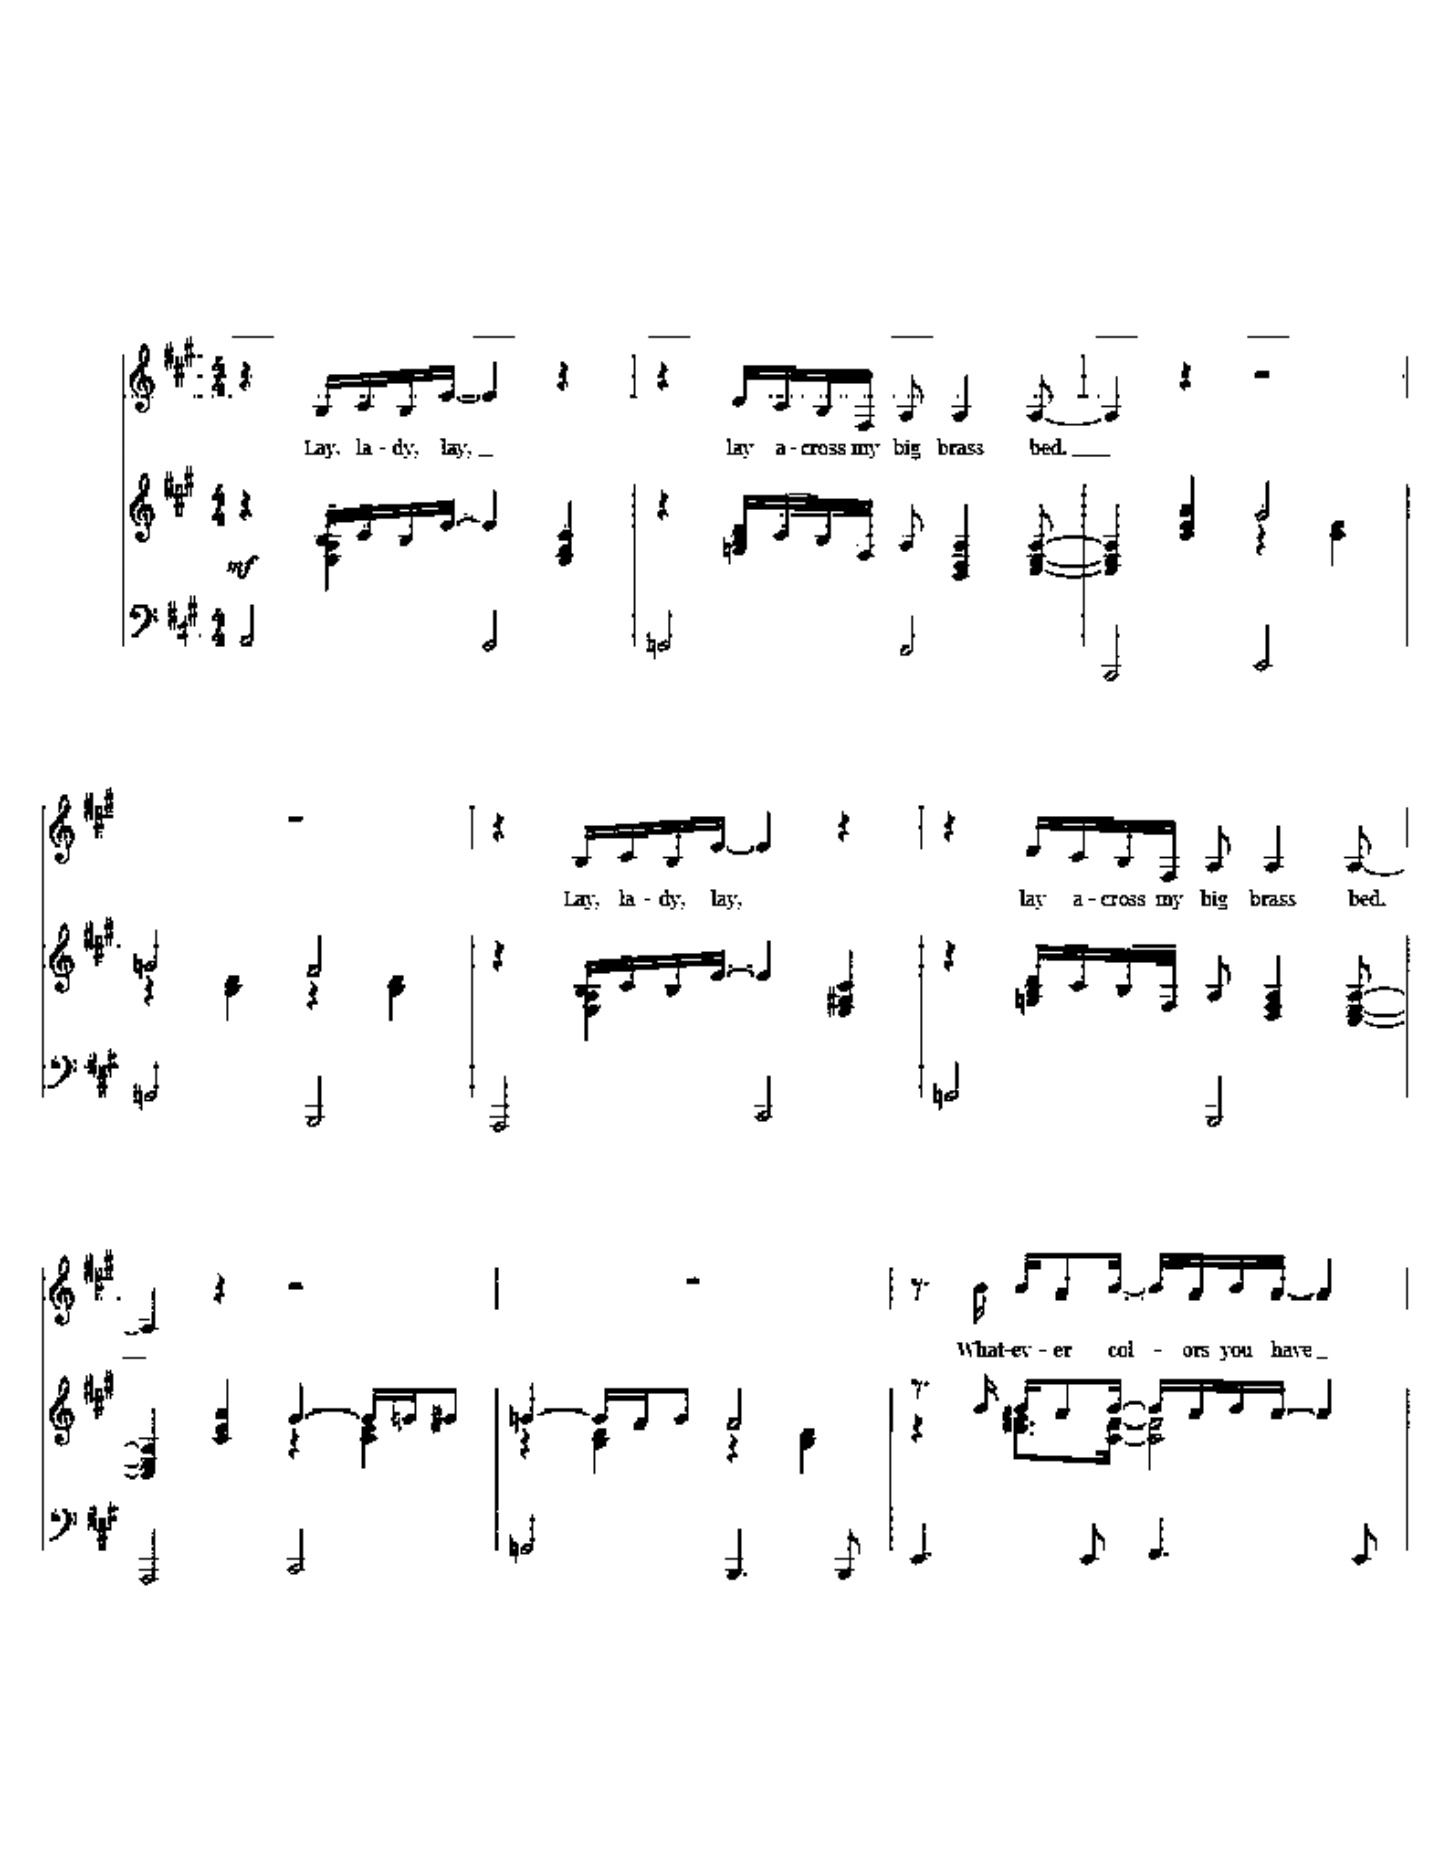 Lay, la - dy, lay, _ lay a - cross my big brass bed. ___
mf
Lay, la - dy, lay, lay a - cross my big brass bed.
What-ev - er col - ors you have _